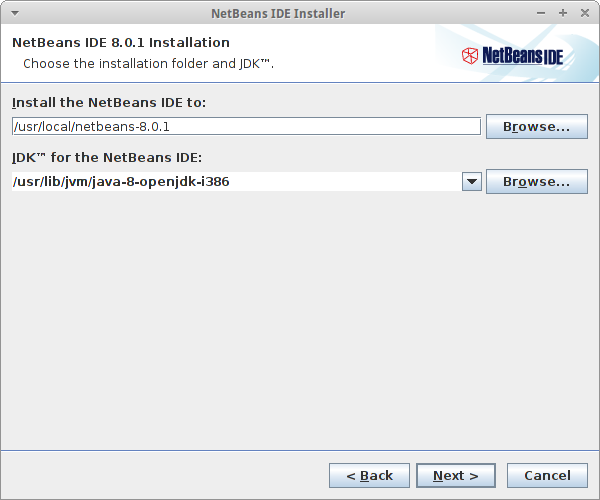 NetBeans IDE Installer
NetBeans IDE 8.0.1 Installation
Choose the installation folder and JDK™.
NetBeans IDE
Install the NetBeans IDE to:
/usr/local/netbeans-8.0.1
Browse...
JDK™ for the NetBeans IDE:
/usr/lib/jvm/java-8-openjdk-i386
Browse...
< Back
Next >
Cancel